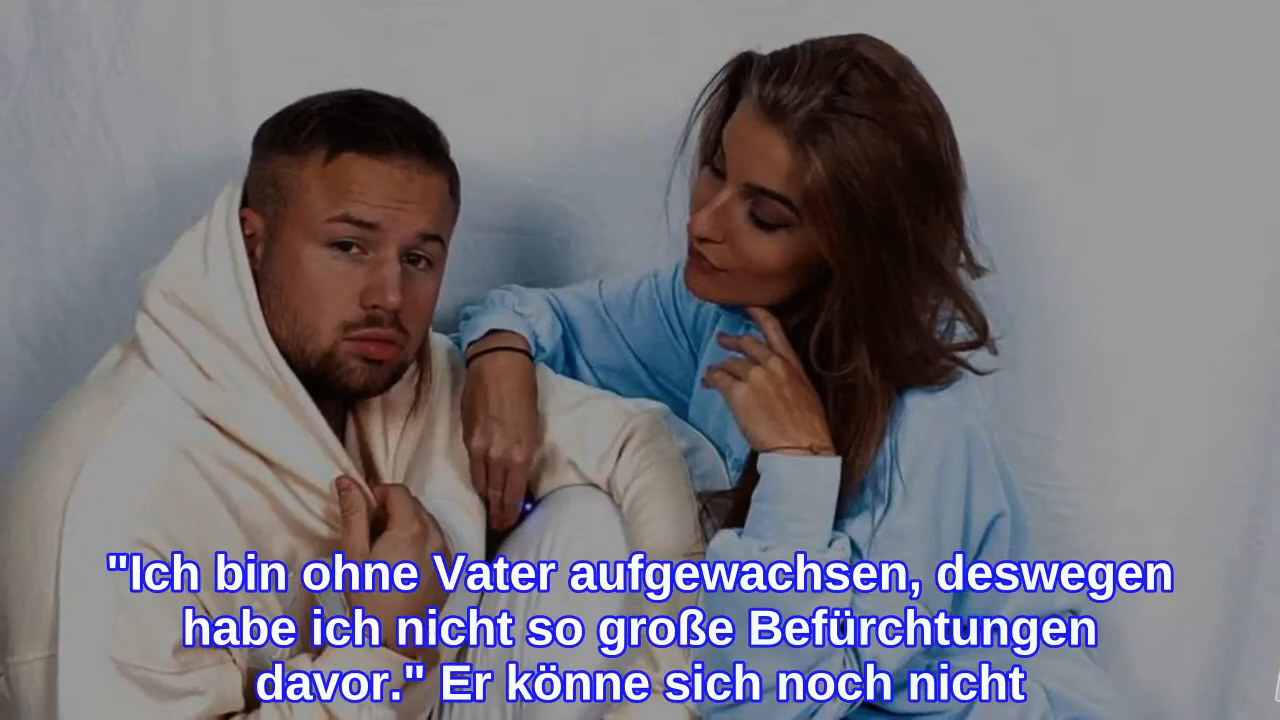 "Ich bin ohne Vater aufgewachsen, deswegen
habe ich nicht so große Befürchtungen
davor." Er könne sich noch nicht